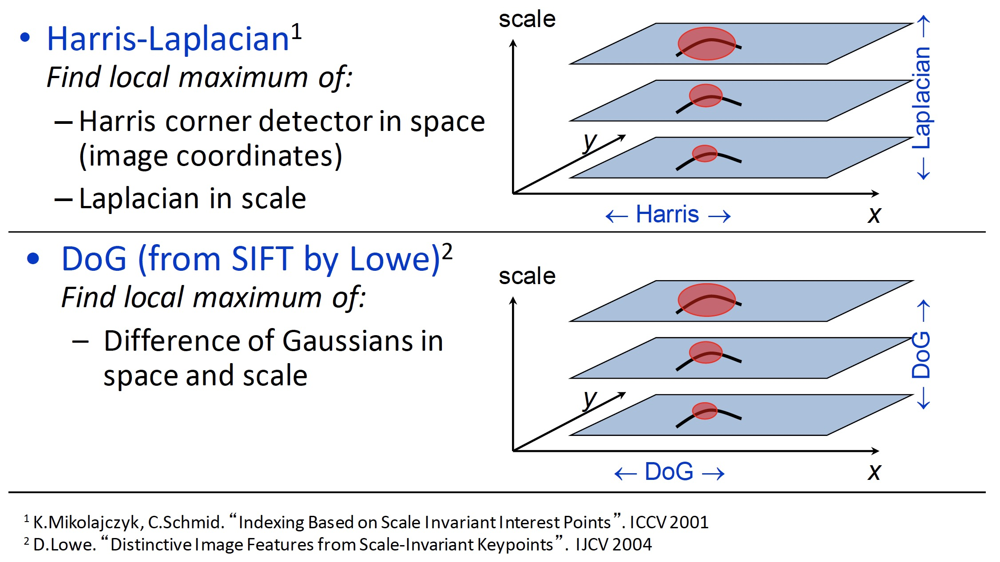 • Harris-Laplacian¹
Find local maximum of:
– Harris corner detector in space
(image coordinates)
– Laplacian in scale
scale
y
x
← Harris →
← Laplacian →
• DoG (from SIFT by Lowe)²
Find local maximum of:
– Difference of Gaussians in
space and scale
scale
y
x
← DoG →
← DoG →
¹ K.Mikolajczyk, C.Schmid. “Indexing Based on Scale Invariant Interest Points”. ICCV 2001
² D.Lowe. “Distinctive Image Features from Scale-Invariant Keypoints”. IJCV 2004